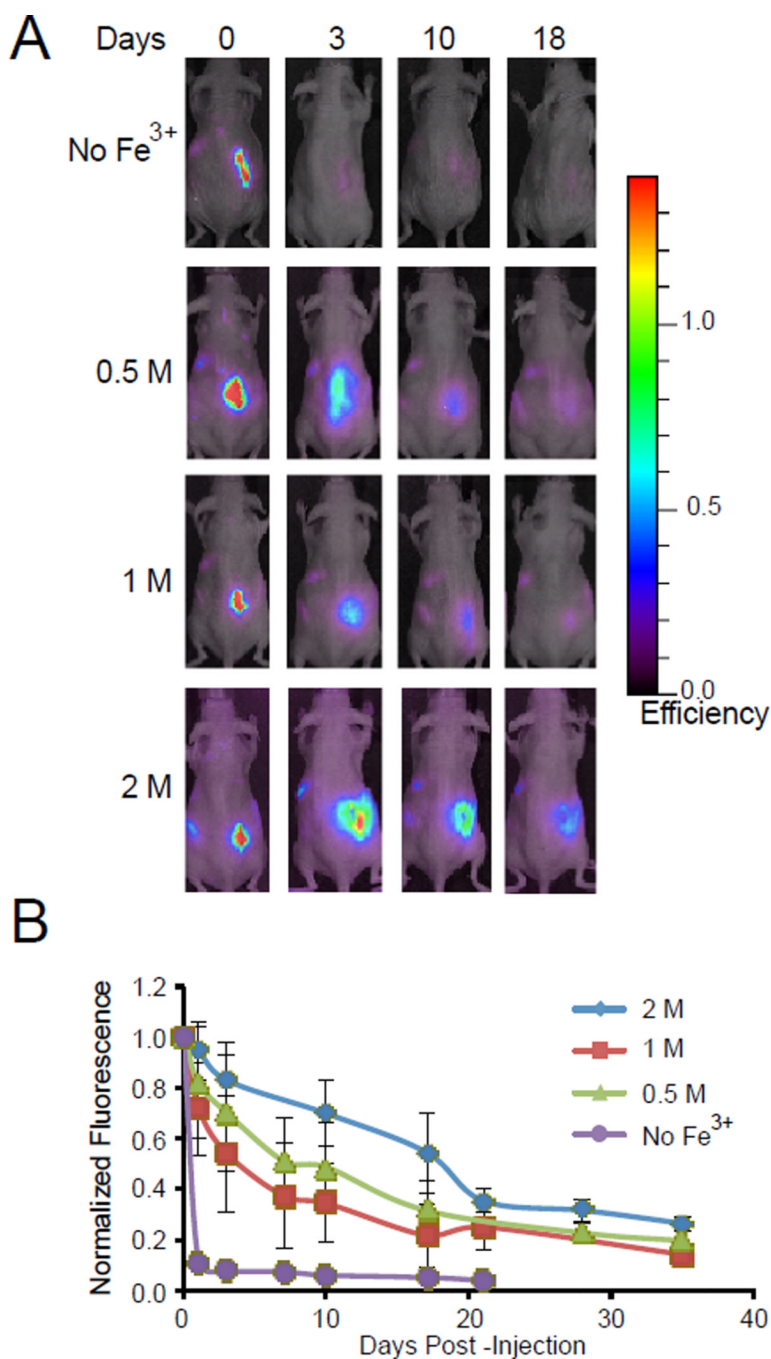 A
Days 0 3 10 18
No Fe3+
0.5 M
1 M
2 M
1.0
0.5
0.0
Efficiency
B
Normalized Fluorescence
1.2
1.0
0.8
0.6
0.4
0.2
0.0
0 10 20 30 40
Days Post -Injection
2 M
1 M
0.5 M
No Fe3+